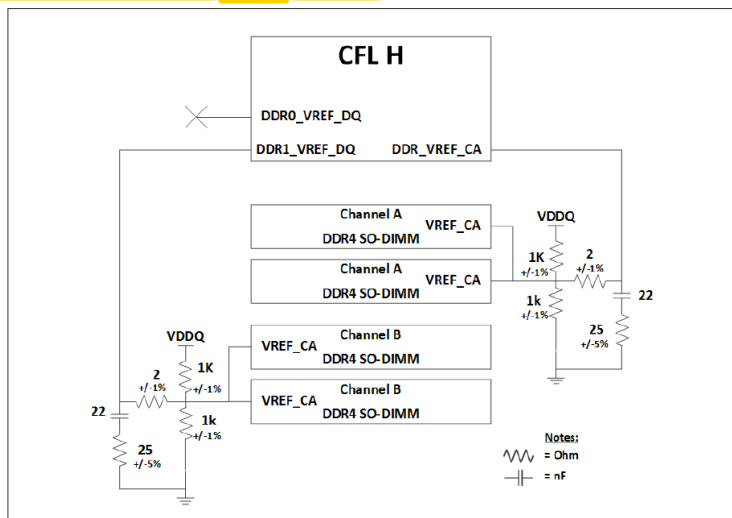 CFL H
DDR0_VREF_DQ
DDR1_VREF_DQ
DDR_VREF_CA
Channel A
VREF_CA
DDR4 SO-DIMM
Channel A
VREF_CA
DDR4 SO-DIMM
VDDQ
1K
+/-1%
2
+/-1%
1k
+/-1%
22
25
+/-5%
Channel B
VREF_CA
DDR4 SO-DIMM
Channel B
VREF_CA
DDR4 SO-DIMM
VDDQ
2
+/-1%
1K
+/-1%
22
1k
+/-1%
25
+/-5%
Notes:
= Ohm
= nF